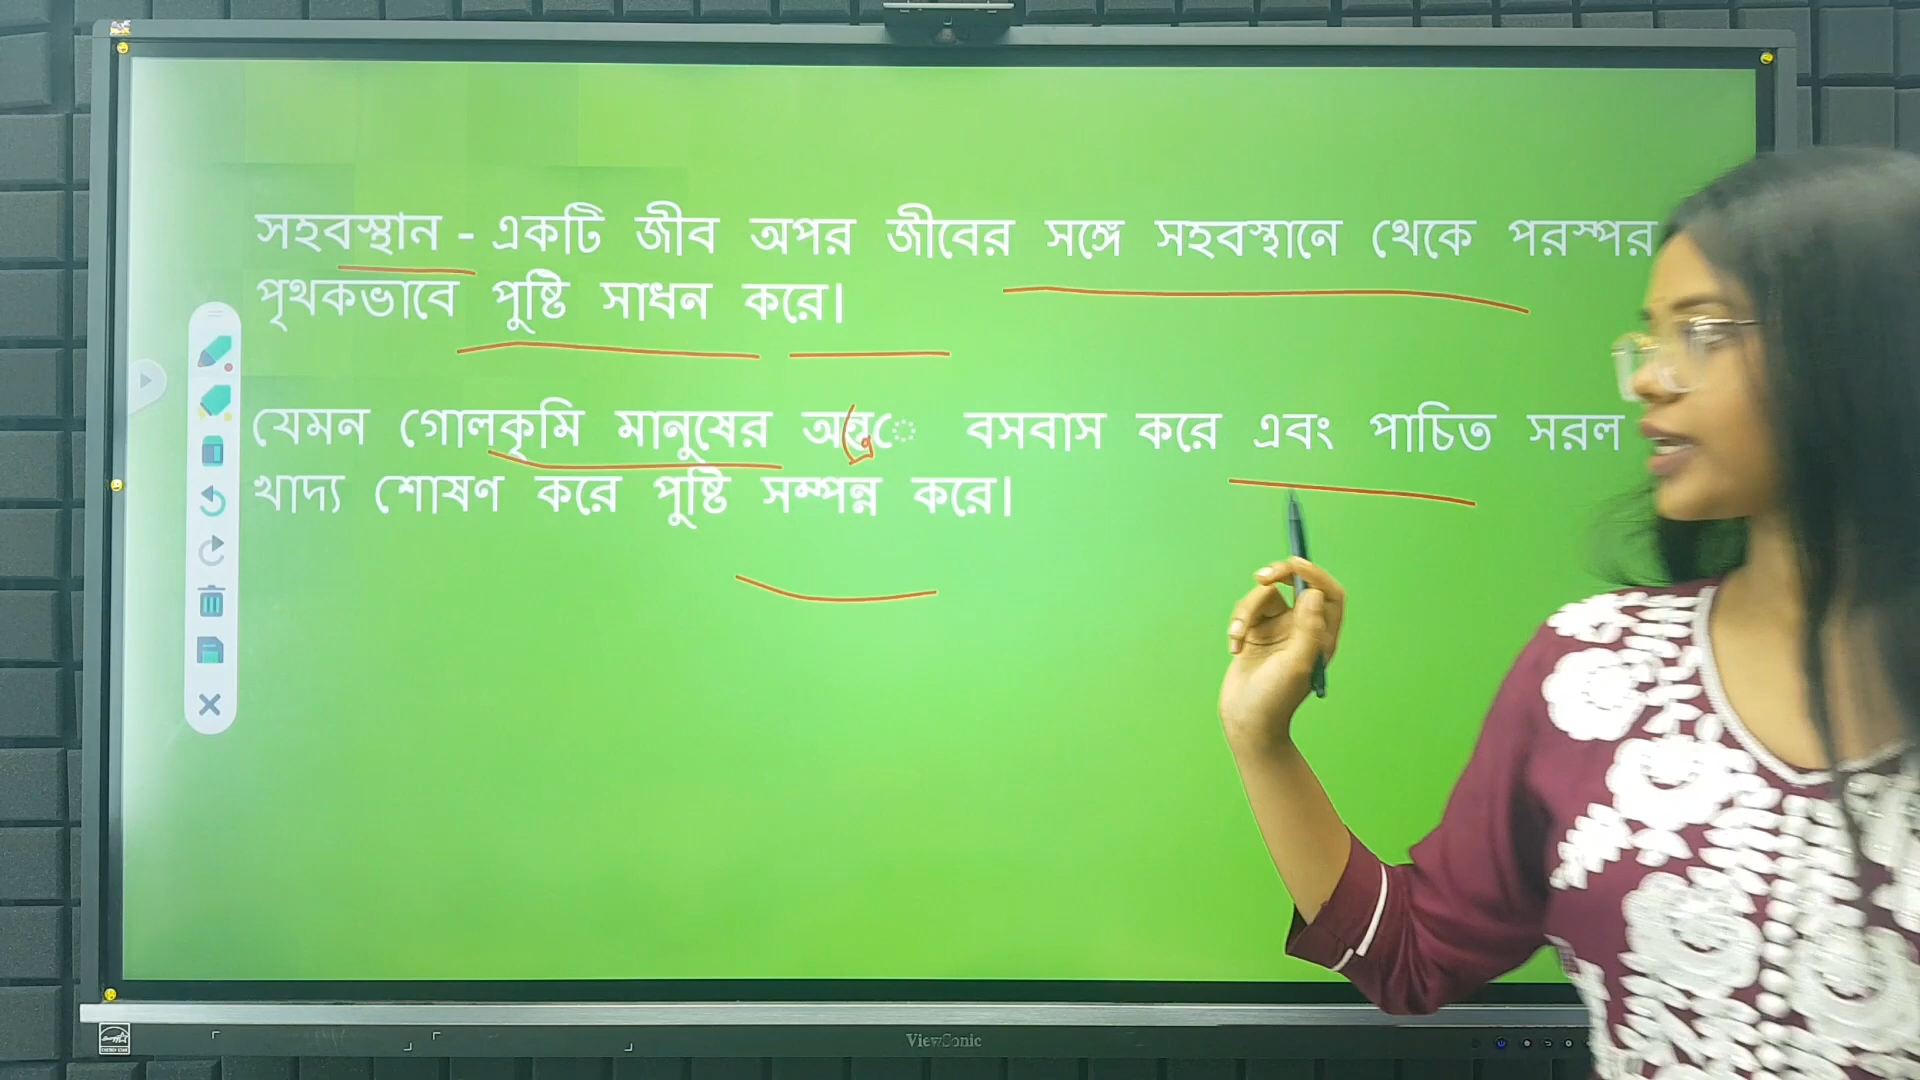 সহবস্থান - একটি জীব অপর জীবের সঙ্গে সহবস্থানে থেকে পরস্পর
পৃথকভাবে পুষ্টি সাধন করে।
যেমন গোলকৃমি মানুষের বসবাস করে এবং পাচিত সরল
খাদ্য শোষণ করে পুষ্টি সম্পন্ন করে।
ViewSonic